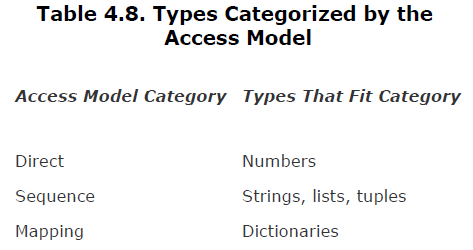 Table 4.8. Types Categorized by the
Access Model
Access Model Category Types That Fit Category
Direct Numbers
Sequence Strings, lists, tuples
Mapping Dictionaries